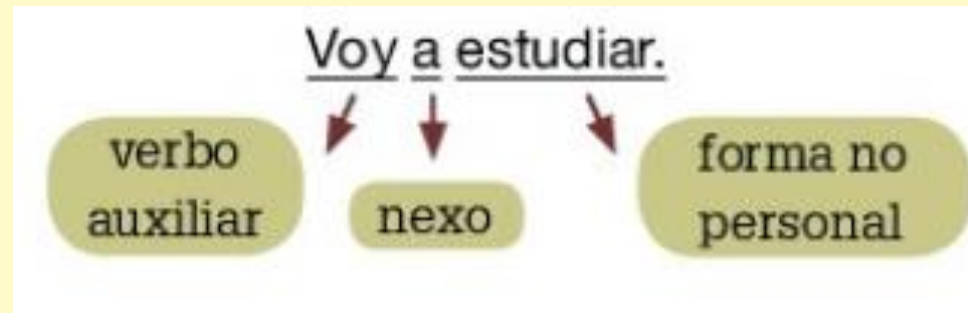 Voy a estudiar.
verbo
auxiliar
nexo
forma no
personal